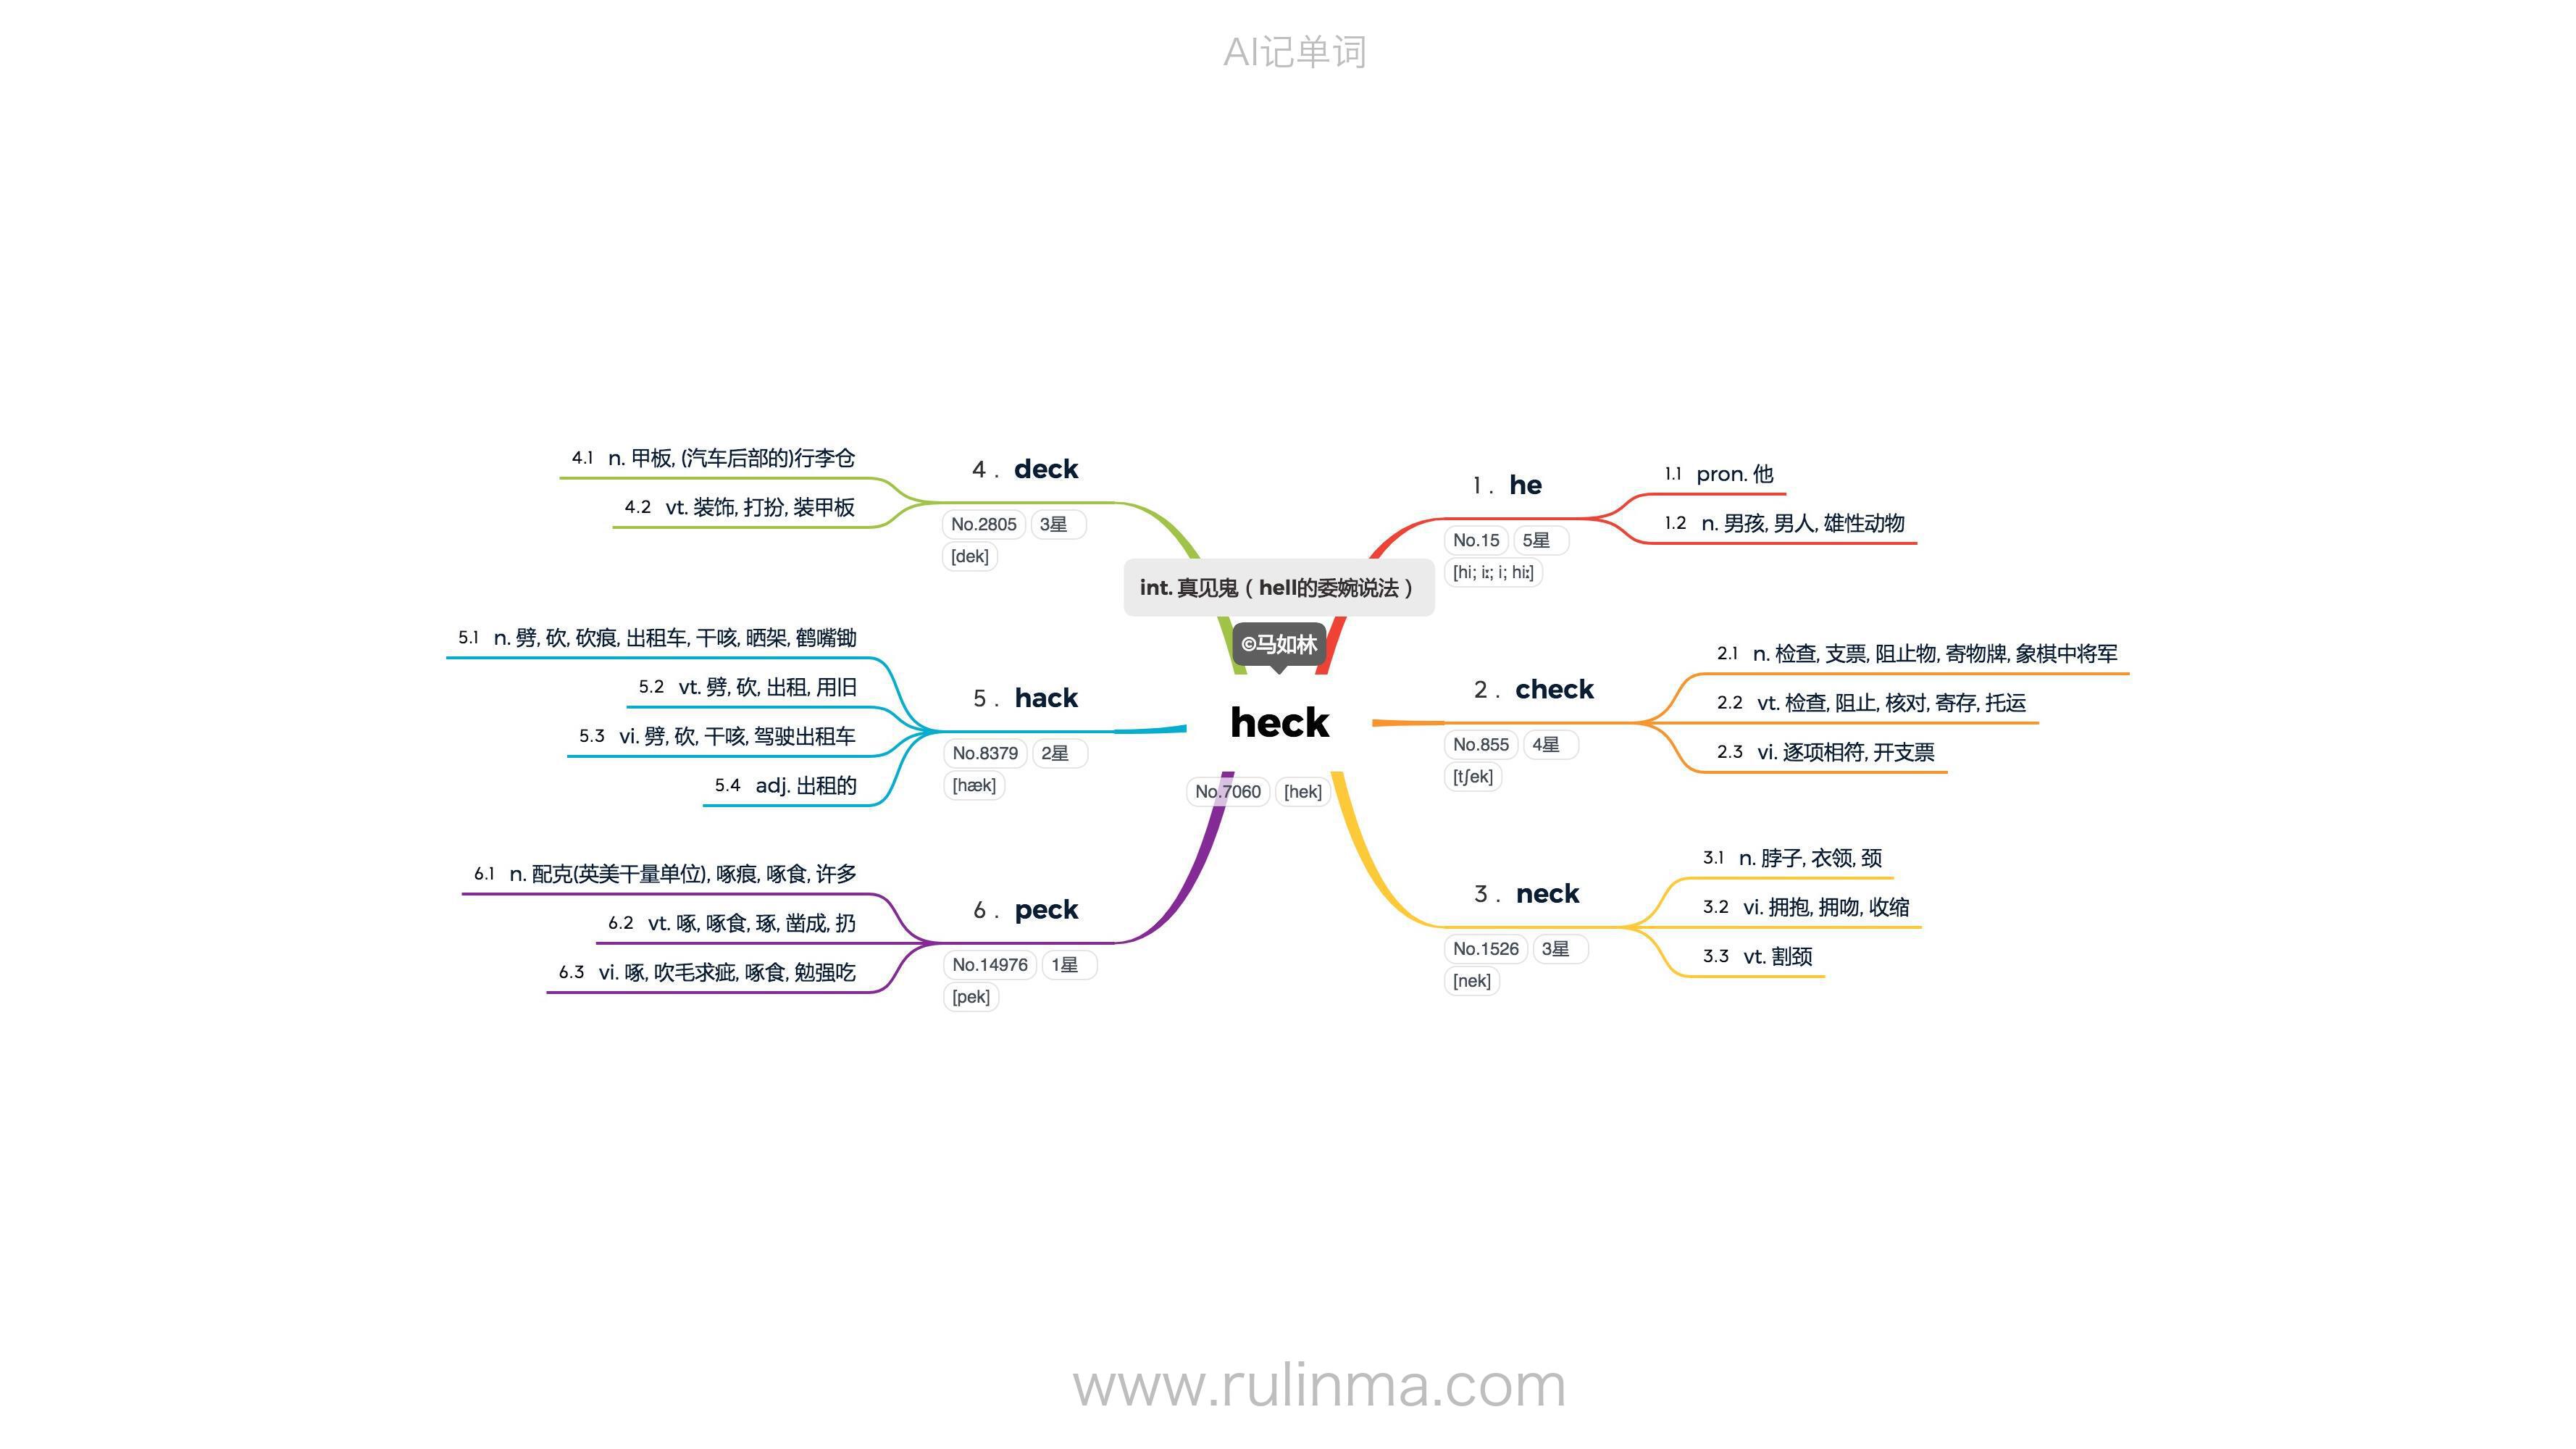 AI记单词
int. 真见鬼（hell的委婉说法）
©马如林
heck
No.7060 [hek]
1. he
No.15 5星
[hi; iː; i; hiː]
1.1 pron. 他
1.2 n. 男孩, 男人, 雄性动物
2. check
No.855 4星
[tʃek]
2.1 n. 检查, 支票, 阻止物, 寄物牌, 象棋中将军
2.2 vt. 检查, 阻止, 核对, 寄存, 托运
2.3 vi. 逐项相符, 开支票
3. neck
No.1526 3星
[nek]
3.1 n. 脖子, 衣领, 颈
3.2 vi. 拥抱, 拥吻, 收缩
3.3 vt. 割颈
4. deck
No.2805 3星
[dek]
4.1 n. 甲板, (汽车后部的)行李仓
4.2 vt. 装饰, 打扮, 装甲板
5. hack
No.8379 2星
[hæk]
5.1 n. 劈, 砍, 砍痕, 出租车, 干咳, 晒架, 鹤嘴锄
5.2 vt. 劈, 砍, 出租, 用旧
5.3 vi. 劈, 砍, 干咳, 驾驶出租车
5.4 adj. 出租的
6. peck
No.14976 1星
[pek]
6.1 n. 配克(英美干量单位), 啄痕, 啄食, 许多
6.2 vt. 啄, 啄食, 琢, 凿成, 扔
6.3 vi. 啄, 吹毛求疵, 啄食, 勉强吃
www.rulinma.com